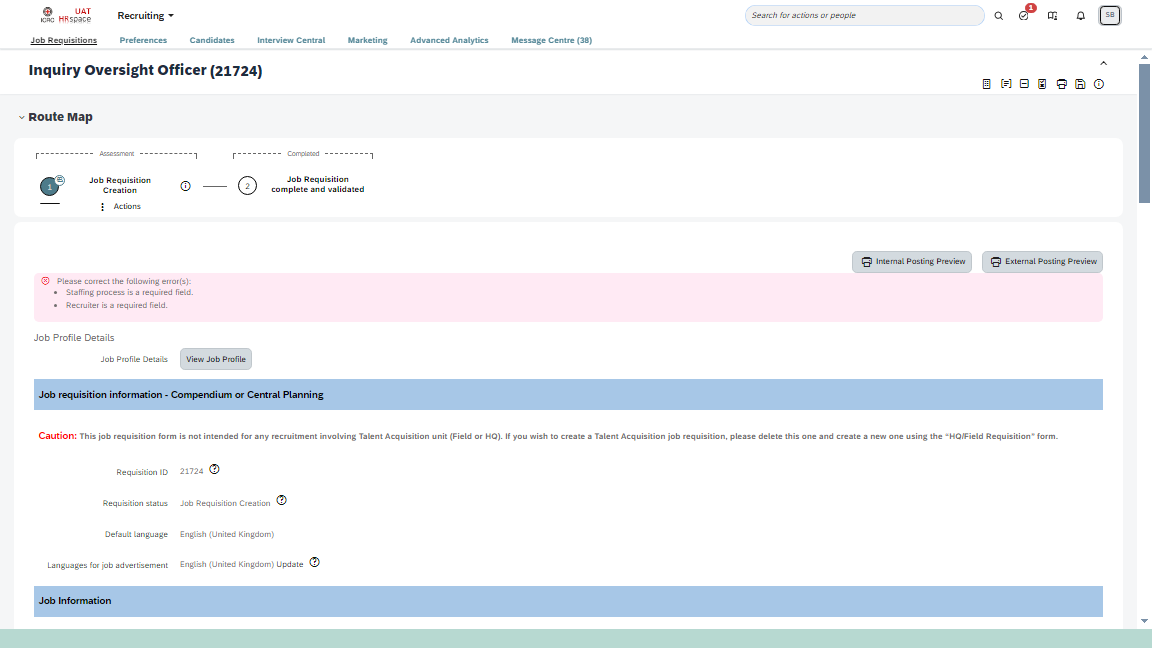 ICRC
UAT
HRspace
Recruiting
Search for actions or people
1
SB
Job Requisitions
Preferences
Candidates
Interview Central
Marketing
Advanced Analytics
Message Centre (38)
Inquiry Oversight Officer (21724)
Route Map
Assessment
Completed
1
Job Requisition
Creation
2
Job Requisition
complete and validated
Actions
Internal Posting Preview
External Posting Preview
Please correct the following error(s):
Staffing process is a required field.
Recruiter is a required field.
Job Profile Details
Job Profile Details
View Job Profile
Job requisition information - Compendium or Central Planning
Caution: This job requisition form is not intended for any recruitment involving Talent Acquisition unit (Field or HQ). If you wish to create a Talent Acquisition job requisition, please delete this one and create a new one using the “HQ/Field Requisition” form.
Requisition ID 21724
Requisition status Job Requisition Creation
Default language English (United Kingdom)
Languages for job advertisement English (United Kingdom) Update
Job Information